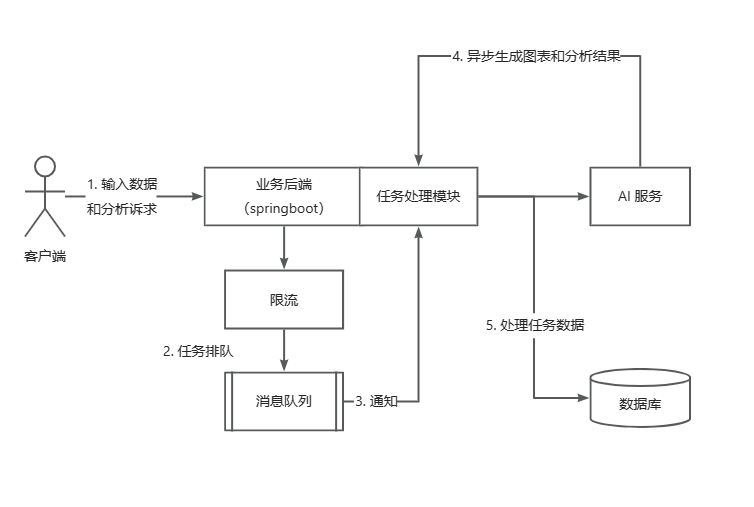 4. 异步生成图表和分析结果
1. 输入数据
和分析诉求
客户端
业务后端
（springboot）
任务处理模块
AI 服务
限流
2. 任务排队
消息队列
3. 通知
5. 处理任务数据
数据库